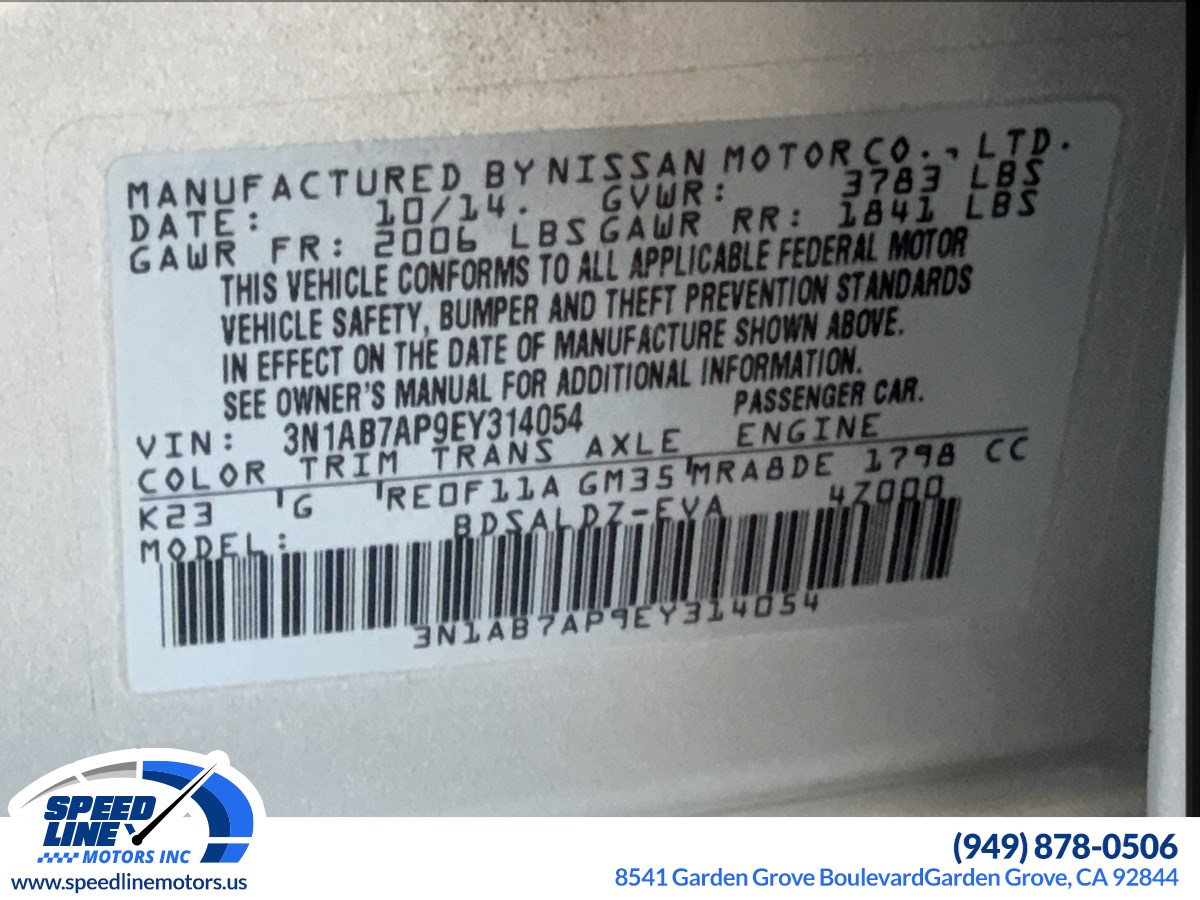 MANUFACTURED BY NISSAN MOTOR CO., LTD.
DATE: 10/14. GVWR: 3783 LBS
GAWR FR: 2006 LBS GAWR RR: 1841 LBS
THIS VEHICLE CONFORMS TO ALL APPLICABLE FEDERAL MOTOR
VEHICLE SAFETY, BUMPER AND THEFT PREVENTION STANDARDS
IN EFFECT ON THE DATE OF MANUFACTURE SHOWN ABOVE.
SEE OWNER'S MANUAL FOR ADDITIONAL INFORMATION.
VIN: 3N1AB7AP9EY314054 PASSENGER CAR.
COLOR TRIM TRANS AXLE ENGINE
K23 'G 'RE0F11A GM35 'MRA8DE 1798 CC
MODEL: BDSALDZ-EVA 4Z000
3N1AB7AP9EY314054
SPEED
LINE
MOTORS INC
www.speedlinemotors.us
(949) 878-0506
8541 Garden Grove BoulevardGarden Grove, CA 92844